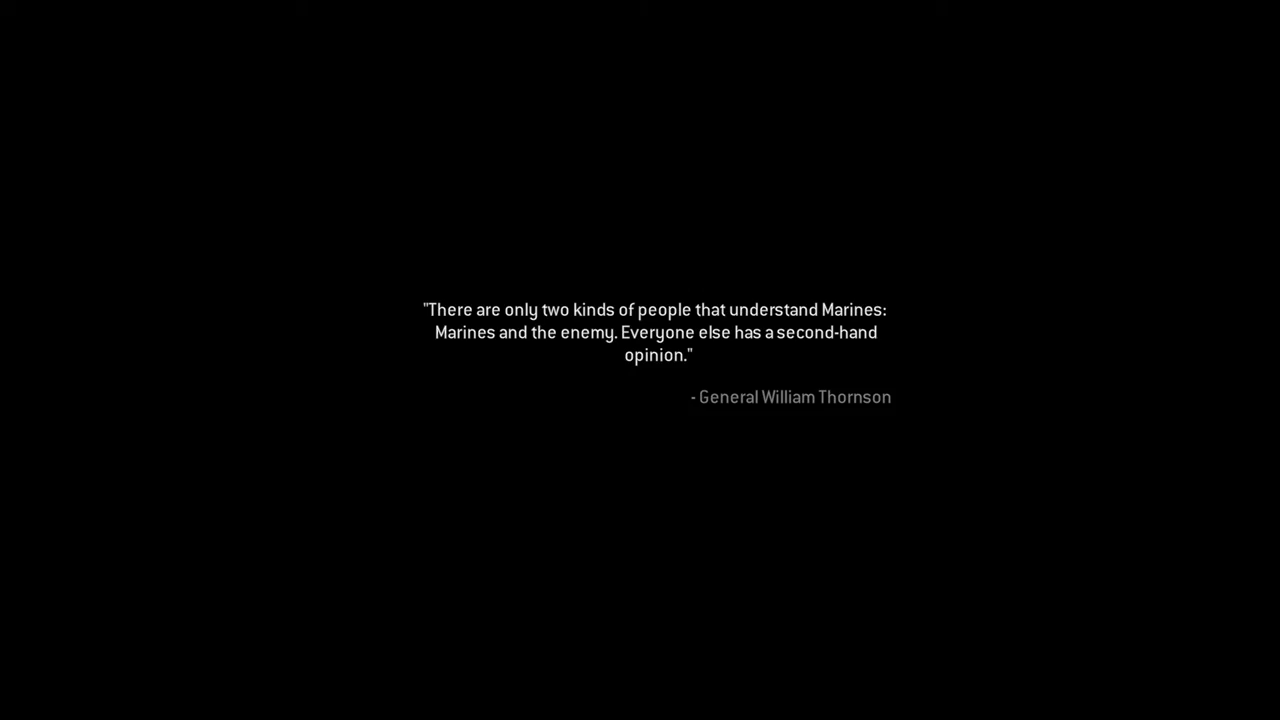 "There are only two kinds of people that understand Marines:
Marines and the enemy. Everyone else has a second-hand
opinion."
- General William Thornson